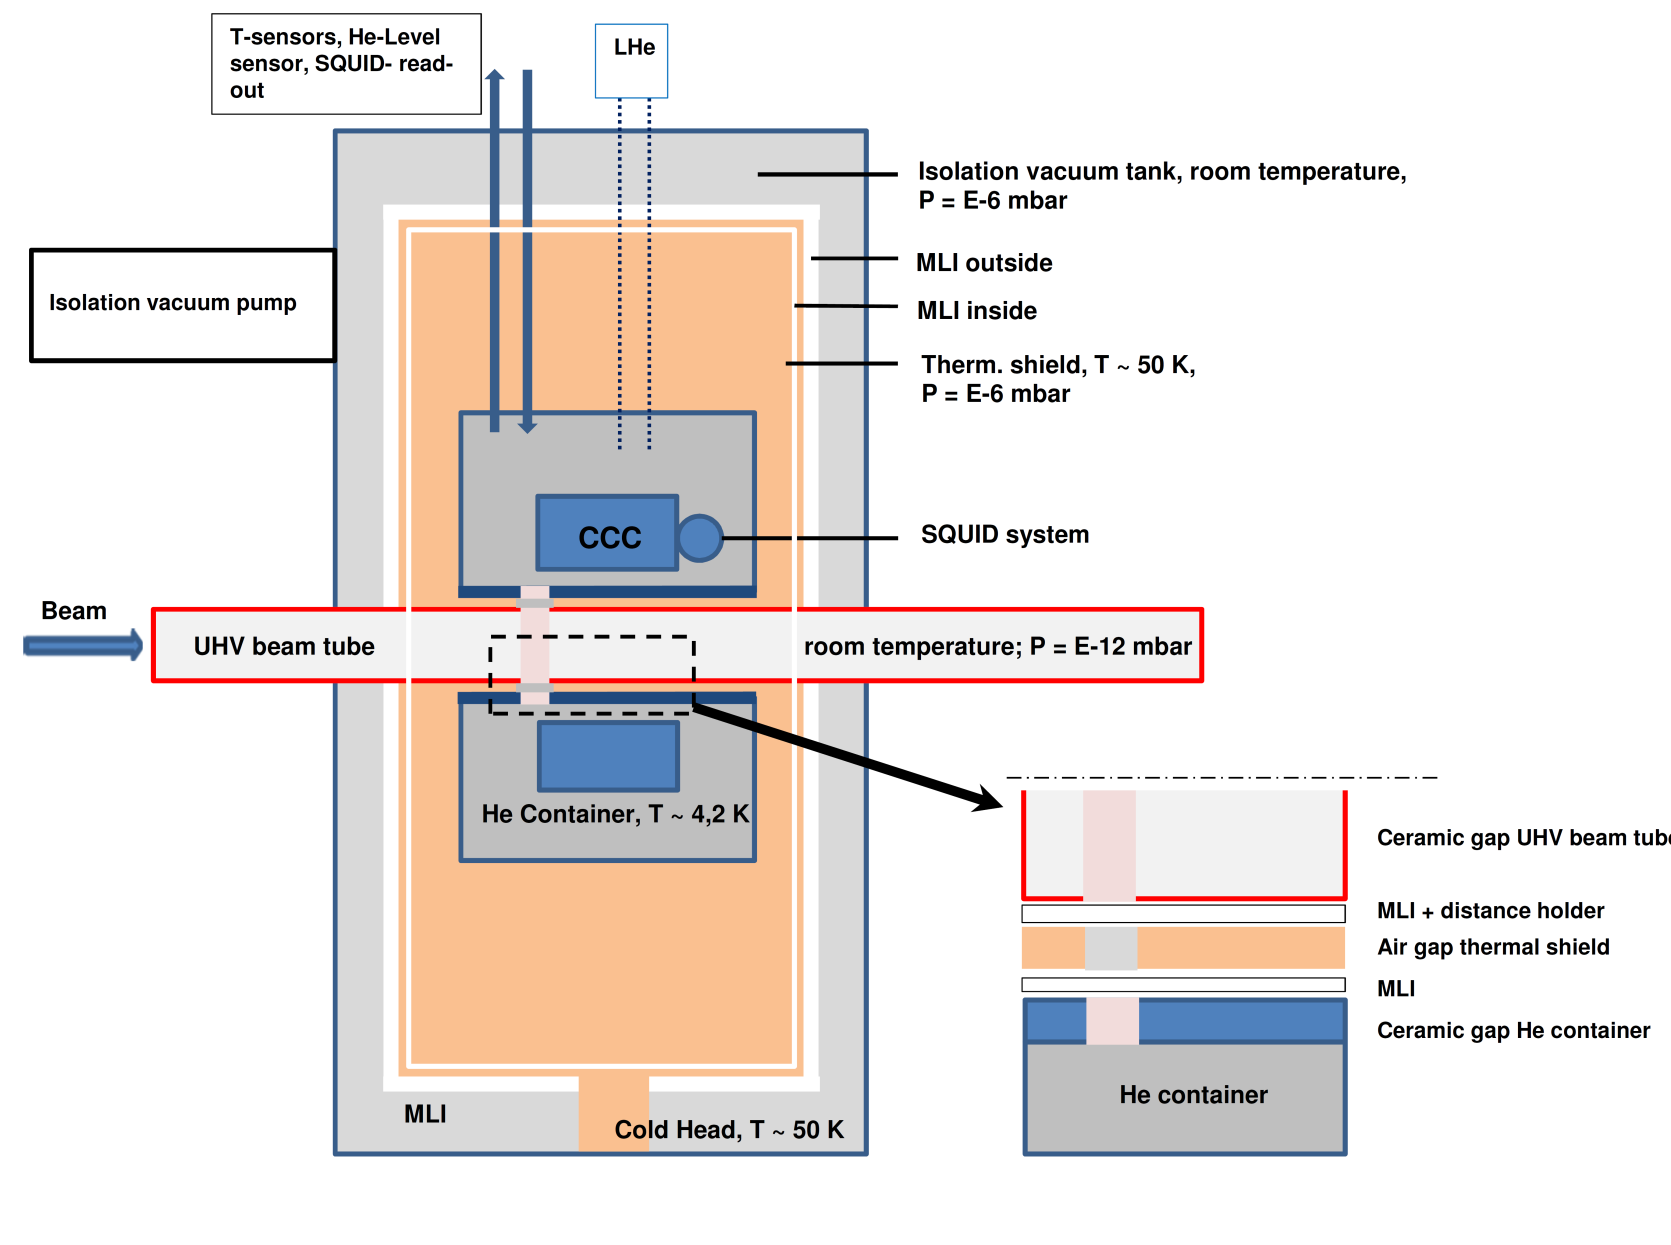 T-sensors, He-Level
sensor, SQUID- read-
out
LHe
Isolation vacuum tank, room temperature,
P = E-6 mbar
MLI outside
Isolation vacuum pump
MLI inside
Therm. shield, T ~ 50 K,
P = E-6 mbar
CCC
SQUID system
Beam
UHV beam tube
room temperature; P = E-12 mbar
He Container, T ~ 4,2 K
Ceramic gap UHV beam tube
MLI + distance holder
Air gap thermal shield
MLI
Ceramic gap He container
He container
MLI
Cold Head, T ~ 50 K